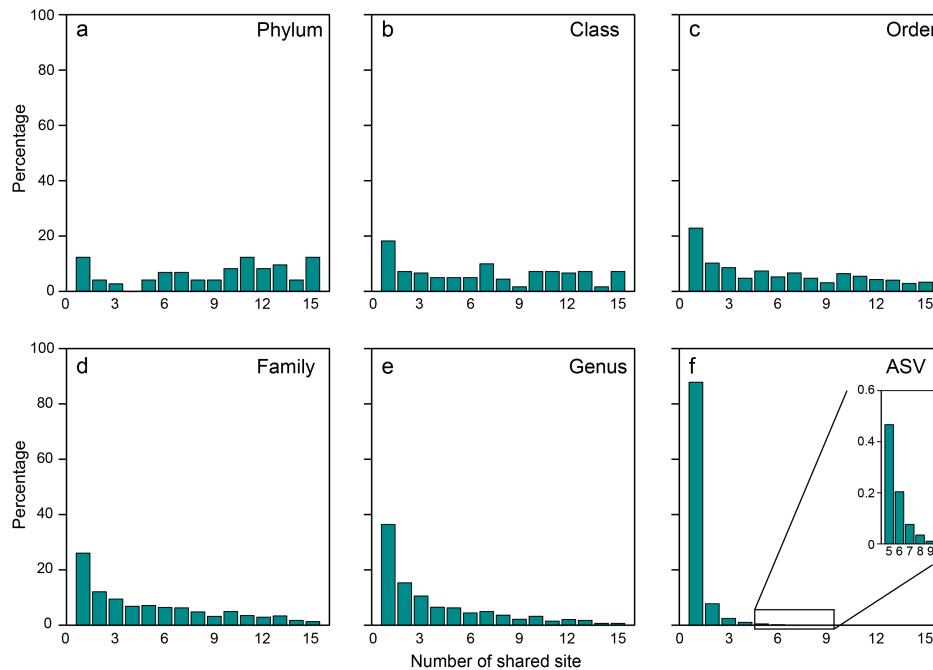 100
a
Phylum
80
60
40
20
0
Percentage
0 3 6 9 12 15
b
Class
0 3 6 9 12 15
c
Order
0 3 6 9 12 15
100
d
Family
80
60
40
20
0
Percentage
0 3 6 9 12 15
e
Genus
0 3 6 9 12 15
f
ASV
0.6
0.4
0.2
0
5 6 7 8 9
0 3 6 9 12 15
Number of shared site